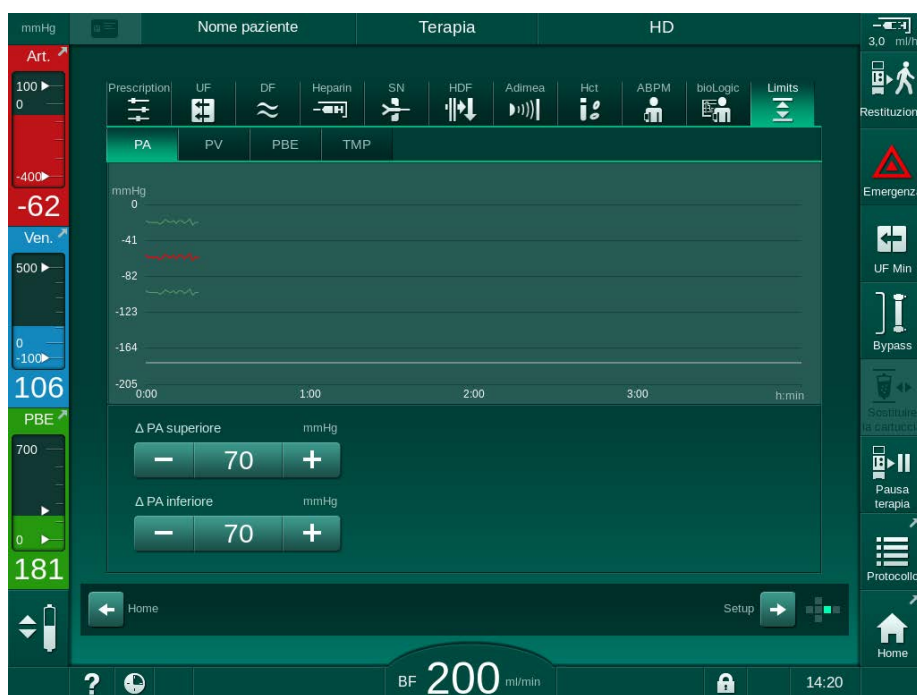 mmHg
Nome paziente
Terapia
HD
3,0 ml/h
Art.
100
0
-400
-62
Ven.
500
0
-100
106
PBE
700
0
181
Prescription
UF
DF
Heparin
SN
HDF
Adimea
Hct
ABPM
bioLogic
Limits
PA
PV
PBE
TMP
mmHg
0
-41
-82
-123
-164
-205
0:00
1:00
2:00
3:00
h:min
Δ PA superiore
mmHg
70
Δ PA inferiore
mmHg
70
Home
Setup
Restituzion
Emergenza
UF Min
Bypass
Sostituire
la cartucci
Pausa
terapia
Protocollo
Home
?
BF 200 ml/min
14:20